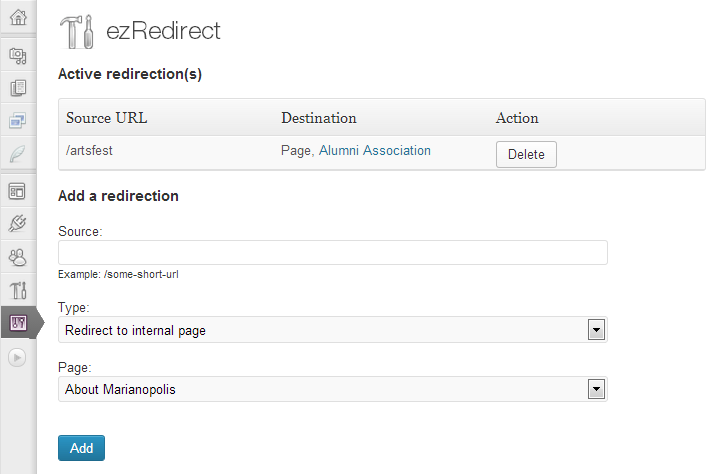 ezRedirect
Active redirection(s)
Source URL Destination Action
/artsfest Page, Alumni Association Delete
Add a redirection
Source:
Example: /some-short-url
Type:
Redirect to internal page
Page:
About Marianopolis
Add